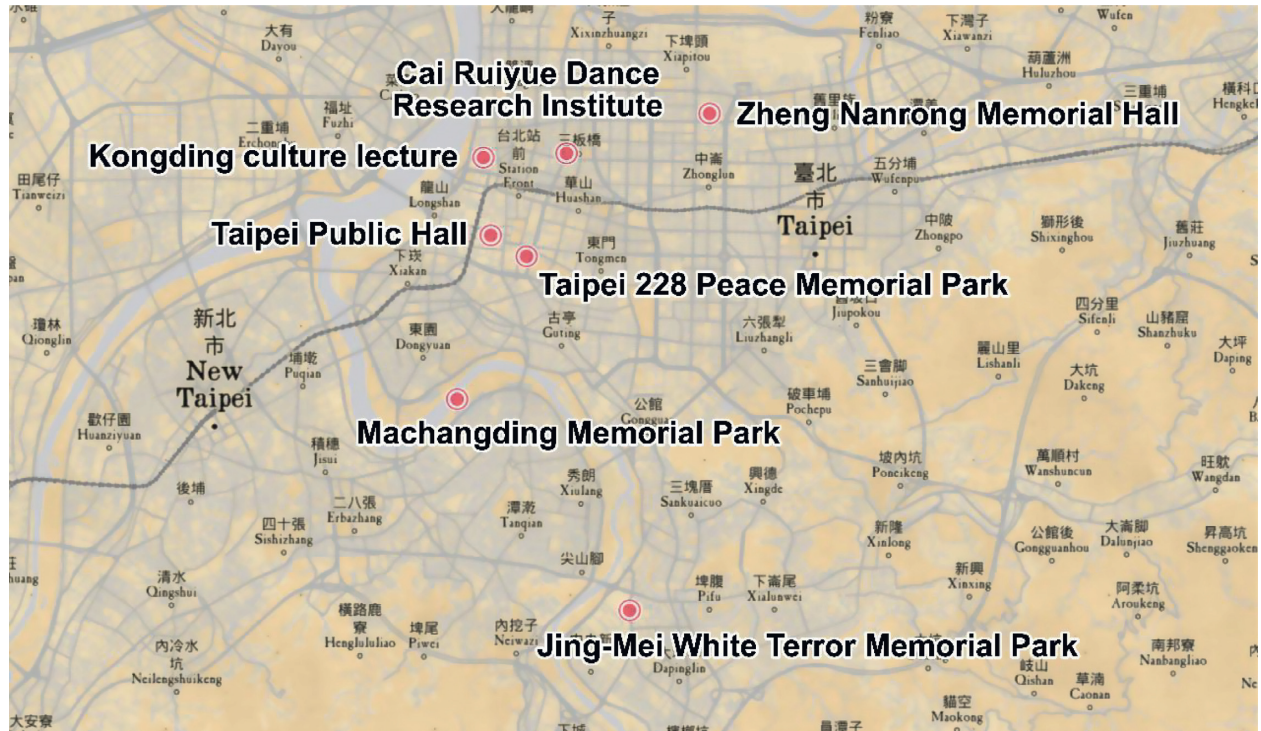 大有
Dayou
Xixinzhuangzi
下埤頭
Xiapitou
粉寮
Fenliao
下灣子
Xiawanzi
Wufen
葫蘆洲
Huluzhou
Cai Ruiyue Dance
Research Institute
福址
Fuzhi
二重埔
三重埔
Zheng Nanrong Memorial Hall
Kongding culture lecture
台北站
前
Station
Front
三板橋
華山
Huashan
中崙
Zhonglun
臺北
市
Taipei
五分埔
Wufenpu
田尾仔
Tianweizi
龍山
Longshan
Taipei Public Hall
下崁
Xiakan
東門
Tongmen
中陂
Zhongpo
獅形後
Shixinghou
舊莊
Jiuzhuang
Taipei 228 Peace Memorial Park
Jiupokou
四分里
Sifenli
山豬窟
Shanzhuku
瓊林
Qionglin
新北
市
New
Taipei
東園
Dongyuan
古亭
Guting
六張犁
Liuzhangli
埔墘
Puqian
三會腳
Sanhuijiao
麗山里
Lishanli
大坑
Dakeng
大坪
Daping
破車埔
Pochepu
公館
Machangding Memorial Park
歡仔園
Huanziyuan
積穗
Jisui
後埔
二八張
Erbazhang
四十張
Sishizhang
秀朗
Xiulang
潭乾
Tanqian
三塊厝
Sankuaicuo
興德
Xingde
坡內坑
Poneikeng
萬順村
Wanshuncun
Wangdan
尖山腳
新隆
Xinlong
公館後
Gongguanhou
大崙腳
Dalunjiao
昇高坑
Shenggaoken
清水
Qingshui
橫路鹿
寮
Henglululiao
埤尾
Piwei
內挖子
Neiwazi
埤腹
Pifu
下崙尾
Xialunwei
新興
Xinxing
阿柔坑
Aroukeng
Jing-Mei White Terror Memorial Park
Dapinglin
內冷水
坑
Neilengshuikeng
岐山
Qishan
草湳
Caonan
南邦寮
Nanbangliao
貓空
Maokong
大安寮